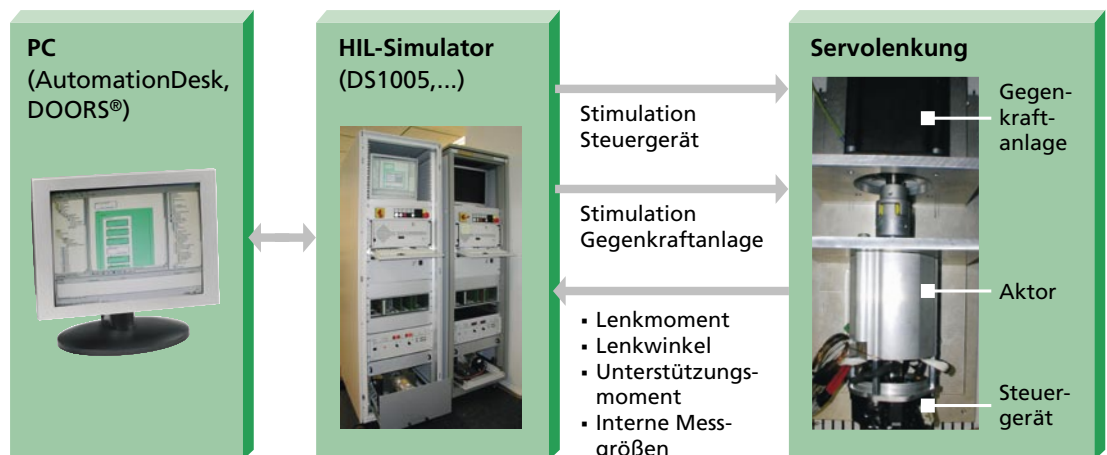 PC
(AutomationDesk,
DOORS®)
HIL-Simulator
(DS1005,...)
Stimulation
Steuergerät
Stimulation
Gegenkraftanlage
▪ Lenkmoment
▪ Lenkwinkel
▪ Unterstützungs-
moment
▪ Interne Mess-
größen
Servolenkung
Gegen-
kraft-
anlage
Aktor
Steuer-
gerät